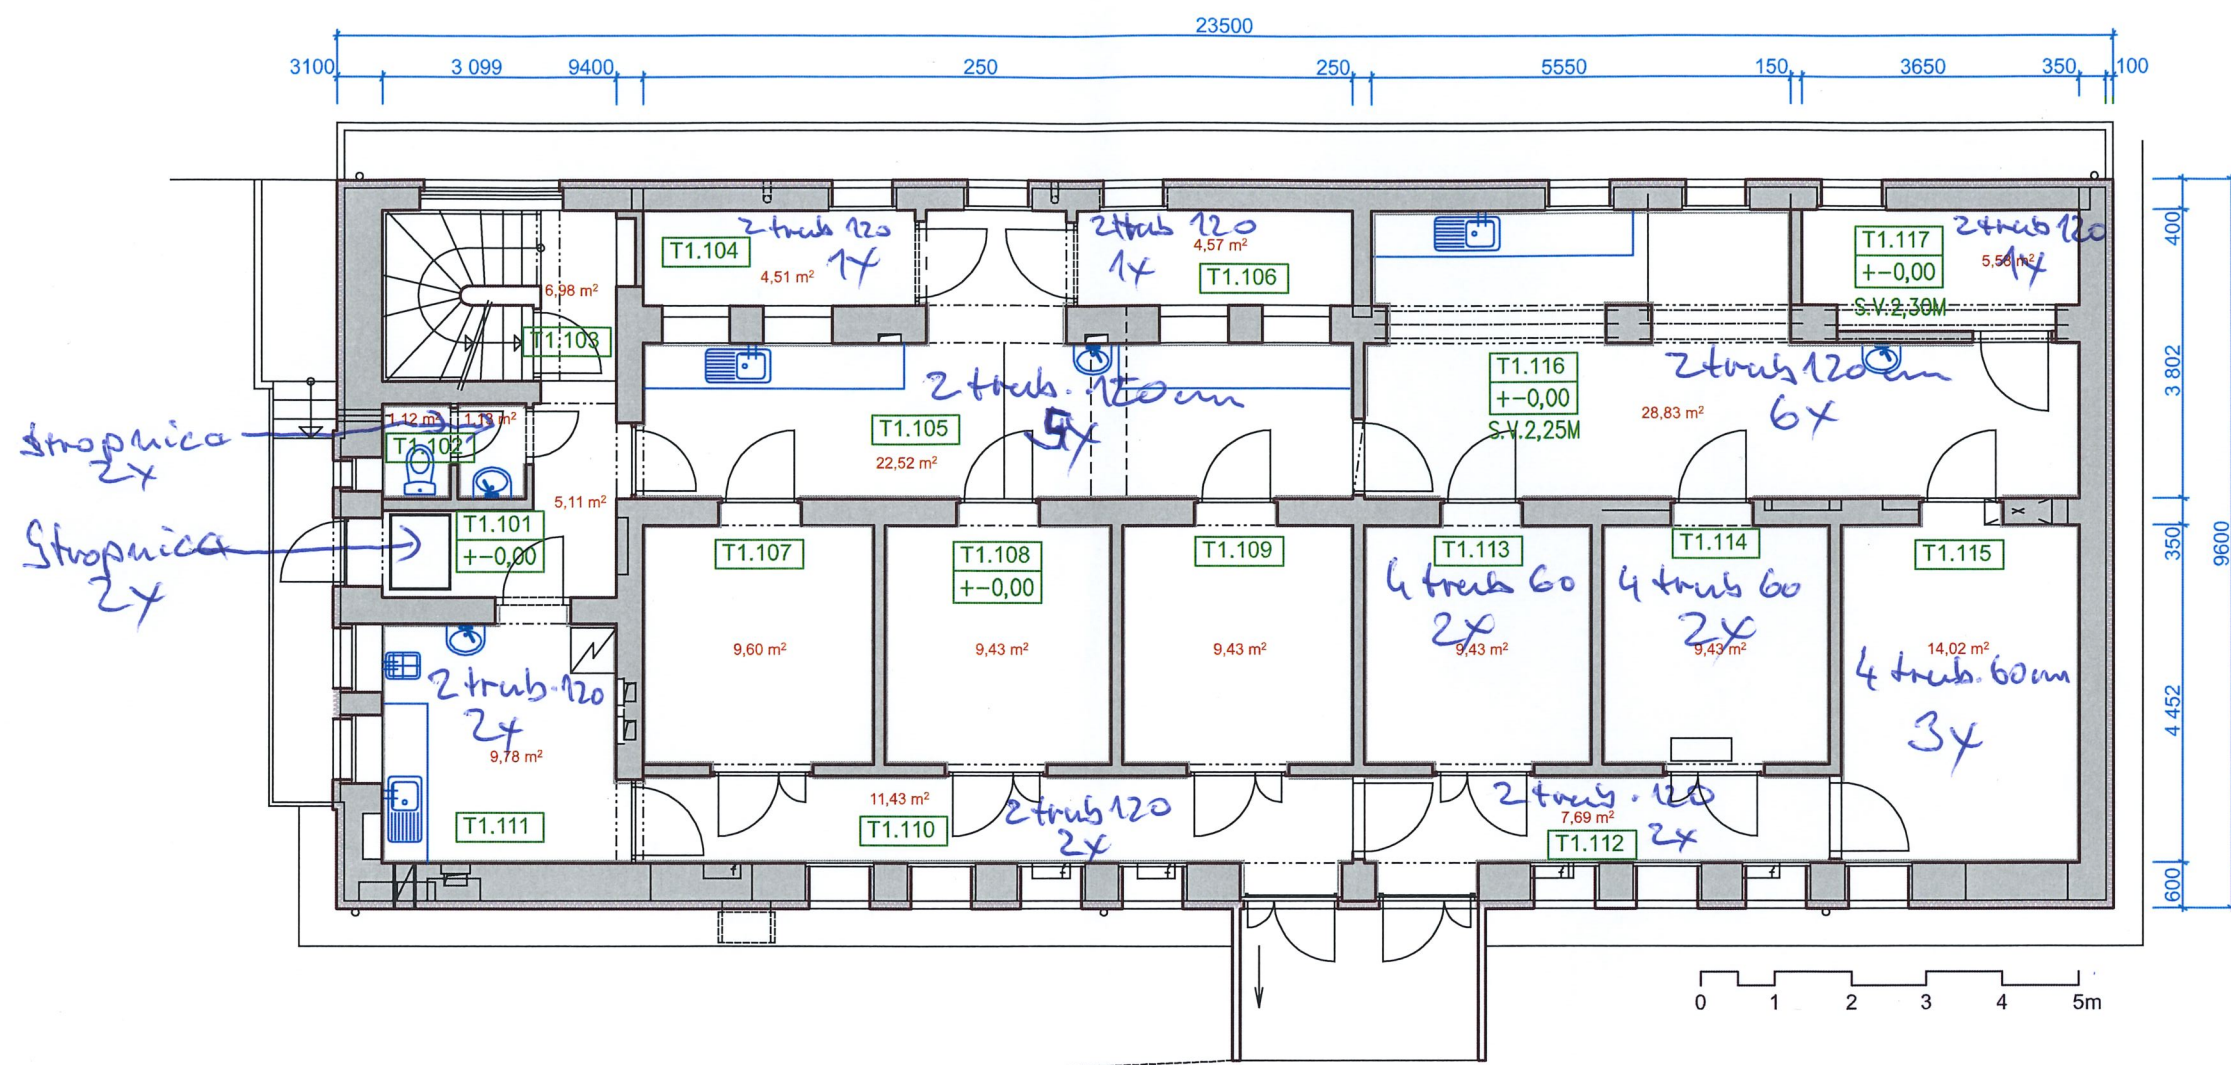 23500
3100 3 099 9400 250 250 5550 150 3650 350 100
2 trub 120
1x
T1.104
4,51 m²
2 trub 120
4,57 m²
1x
T1.106
T1.117
+-0,00
S.V.2,30M
2 trub 120
5,58 m²
1x
400
6,98 m²
T1.103
2 trub. 120cm
5x
T1.105
22,52 m²
T1.116
+-0,00
S.V.2,25M
2 trub 120 cm
28,83 m²
6x
3 802
Stropnica
2x
1,12 m²
1,13 m²
T1.102
5,11 m²
Stropnica
2x
T1.101
+-0,00
T1.107
9,60 m²
T1.108
+-0,00
9,43 m²
T1.109
9,43 m²
T1.113
4 trub 60
2x
9,43 m²
T1.114
4 trub 60
2x
9,43 m²
T1.115
14,02 m²
4 trub. 60cm
3x
350
9600
4 452
2 trub. 120
2x
9,78 m²
T1.111
11,43 m²
T1.110
2 trub 120
2x
2 trub. 120
7,69 m²
2x
T1.112
600
0 1 2 3 4 5m